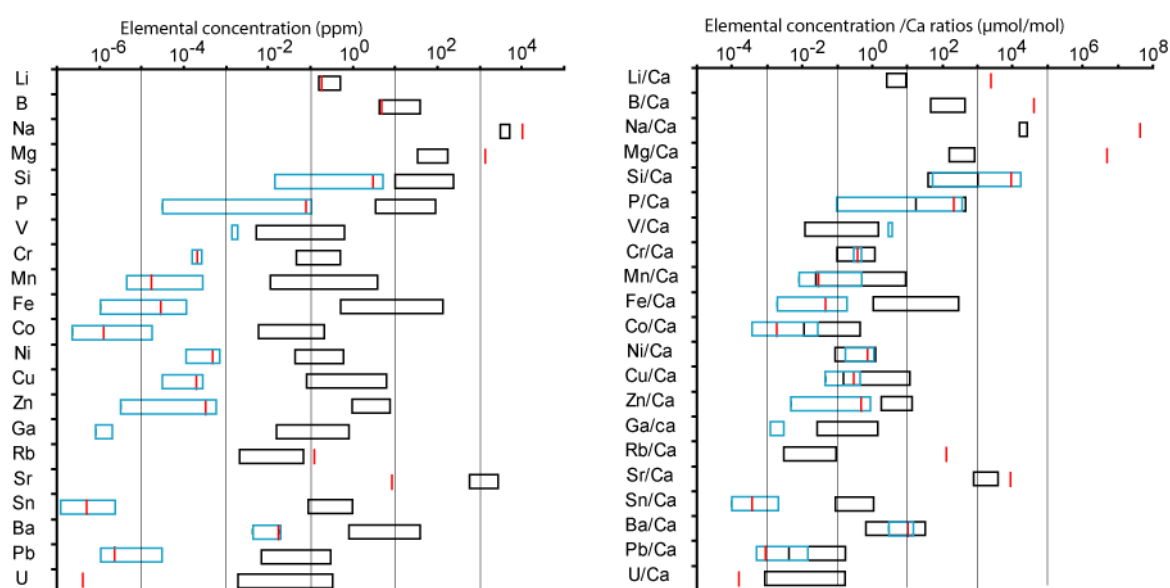 Elemental concentration (ppm)
10⁻⁶ 10⁻⁴ 10⁻² 10⁰ 10² 10⁴
Li
B
Na
Mg
Si
P
V
Cr
Mn
Fe
Co
Ni
Cu
Zn
Ga
Rb
Sr
Sn
Ba
Pb
U
Elemental concentration /Ca ratios (µmol/mol)
10⁻⁴ 10⁻² 10⁰ 10² 10⁴ 10⁶ 10⁸
Li/Ca
B/Ca
Na/Ca
Mg/Ca
Si/Ca
P/Ca
V/Ca
Cr/Ca
Mn/Ca
Fe/Ca
Co/Ca
Ni/Ca
Cu/Ca
Zn/Ca
Ga/ca
Rb/Ca
Sr/Ca
Sn/Ca
Ba/Ca
Pb/Ca
U/Ca